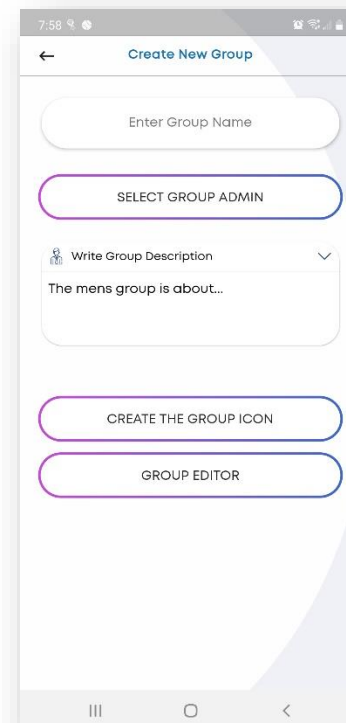 7:58
Create New Group
Enter Group Name
SELECT GROUP ADMIN
Write Group Description
The mens group is about...
CREATE THE GROUP ICON
GROUP EDITOR